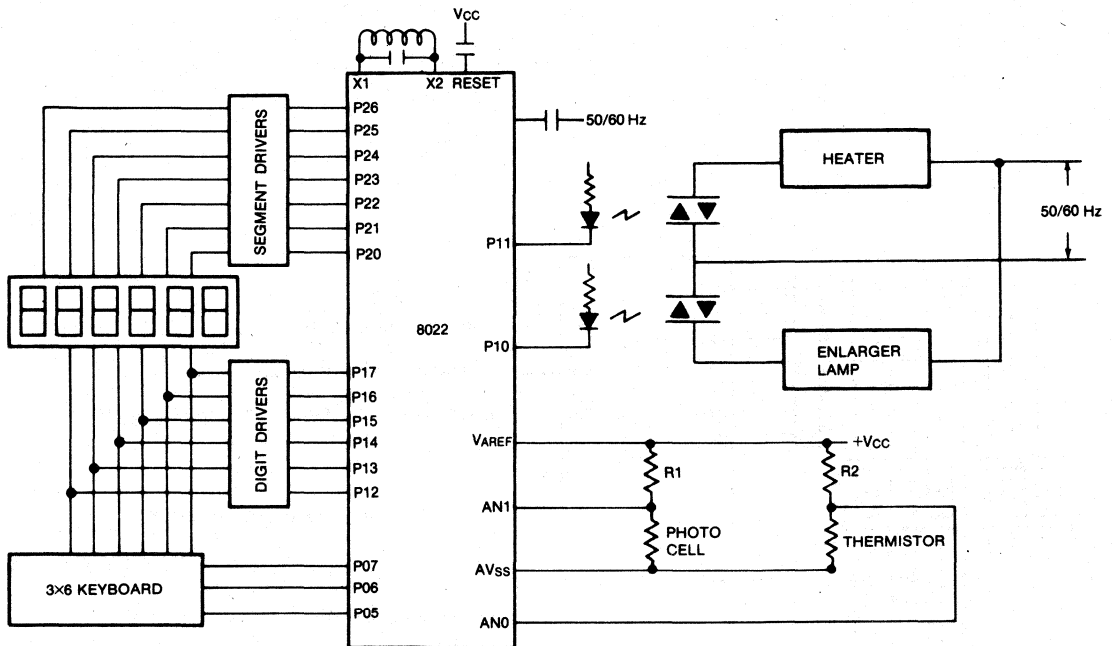 VCC
X1
X2
RESET
P26
P25
P24
P23
P22
P21
P20
SEGMENT DRIVERS
50/60 Hz
HEATER
50/60 Hz
P11
8022
P10
ENLARGER
LAMP
P17
P16
P15
P14
P13
P12
DIGIT DRIVERS
VAREF
+VCC
R1
R2
AN1
PHOTO
CELL
THERMISTOR
AVSS
3×6 KEYBOARD
P07
P06
P05
AN0